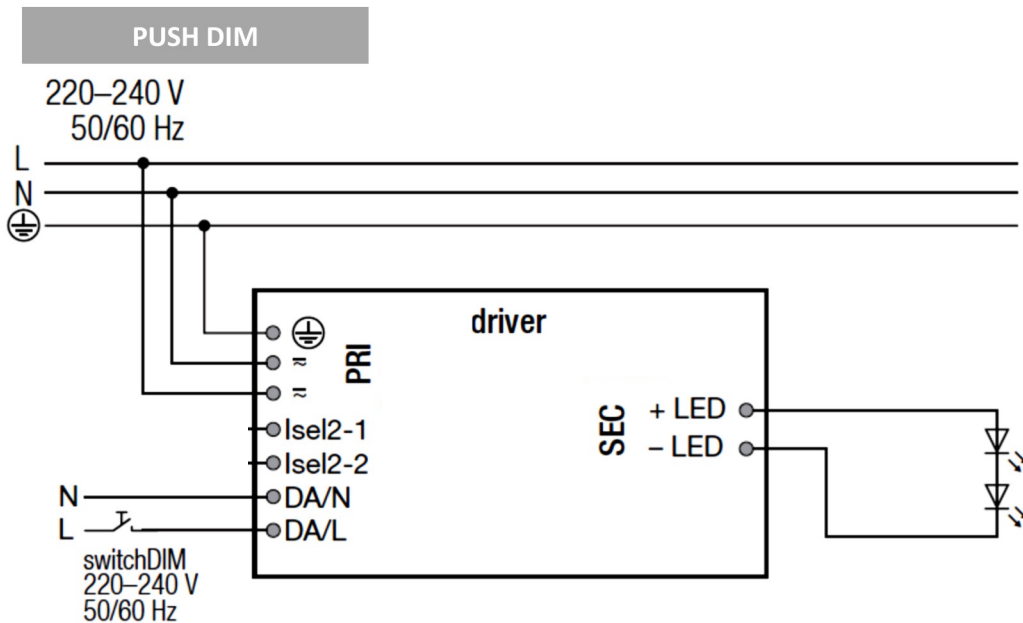 PUSH DIM
220–240 V
50/60 Hz
L
N
driver
PRI
≂
≂
Isel2-1
Isel2-2
DA/N
DA/L
SEC
+ LED
– LED
N
L
switchDIM
220–240 V
50/60 Hz